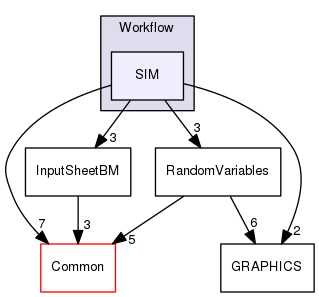 Workflow
SIM
3
3
InputSheetBM
RandomVariables
7
3
5
6
2
Common
GRAPHICS